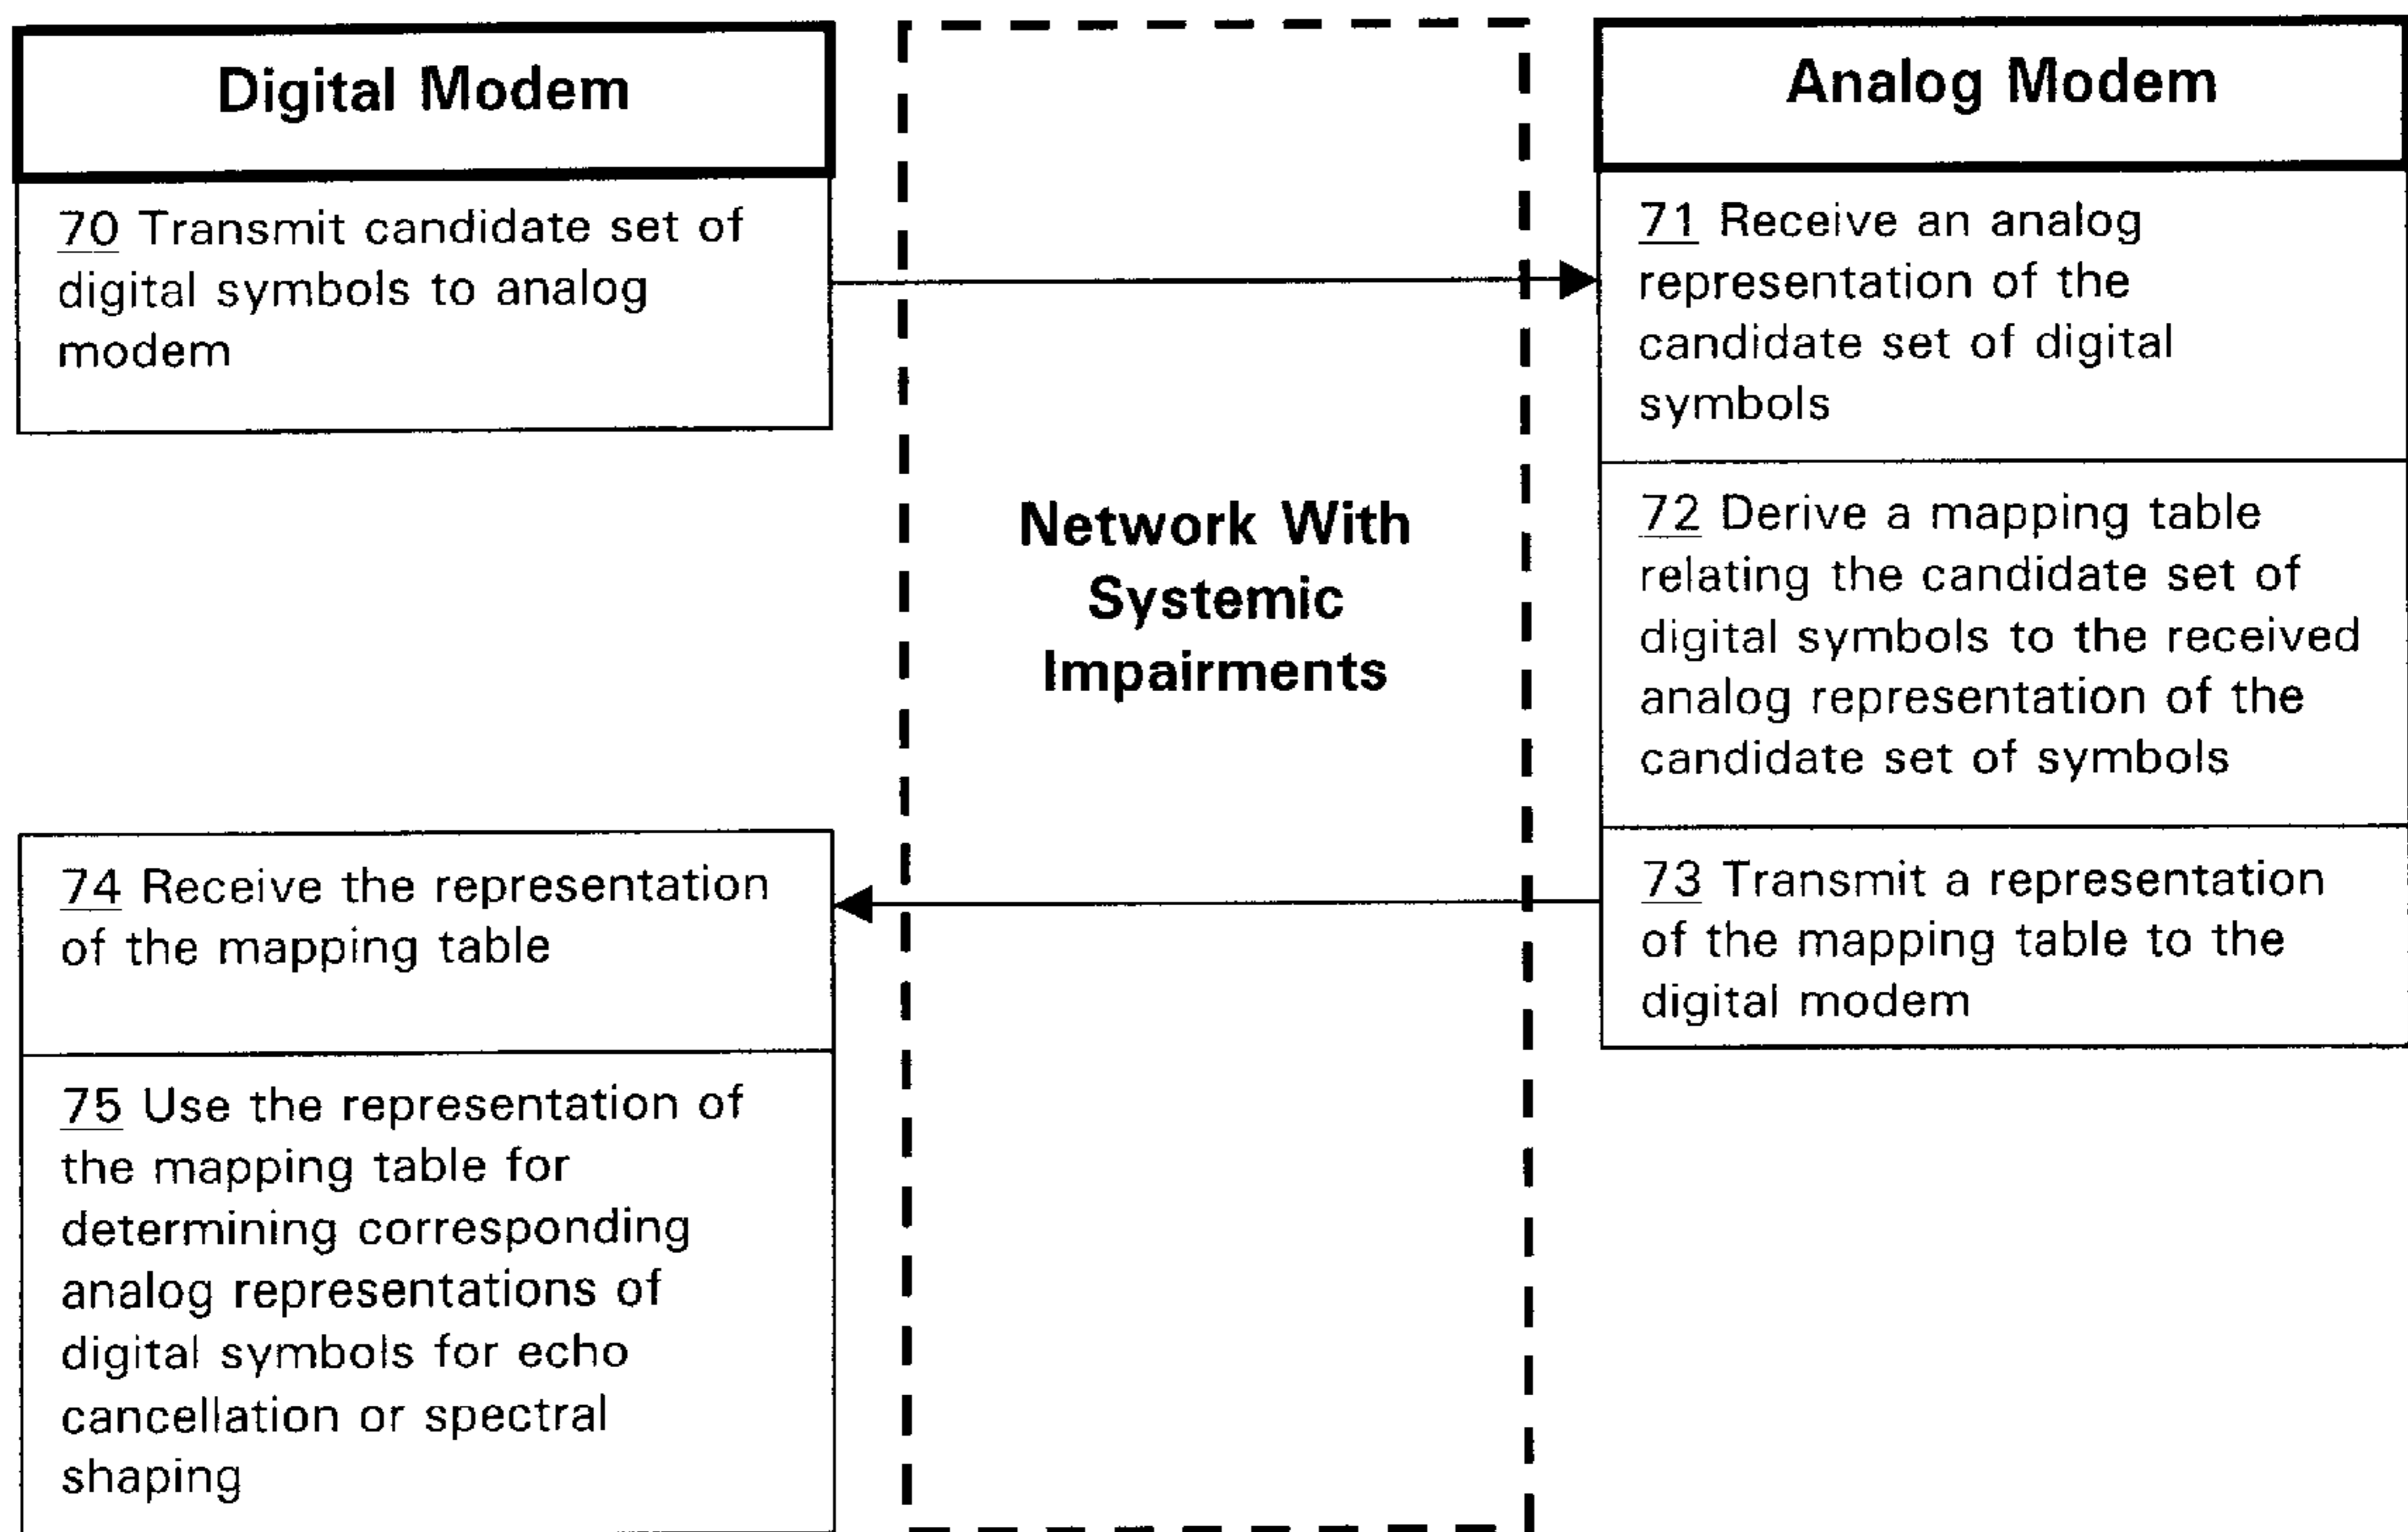 Digital Modem
70 Transmit candidate set of
digital symbols to analog
modem
Network With
Systemic
Impairments
Analog Modem
71 Receive an analog
representation of the
candidate set of digital
symbols
72 Derive a mapping table
relating the candidate set of
digital symbols to the received
analog representation of the
candidate set of symbols
73 Transmit a representation
of the mapping table to the
digital modem
74 Receive the representation
of the mapping table
75 Use the representation of
the mapping table for
determining corresponding
analog representations of
digital symbols for echo
cancellation or spectral
shaping